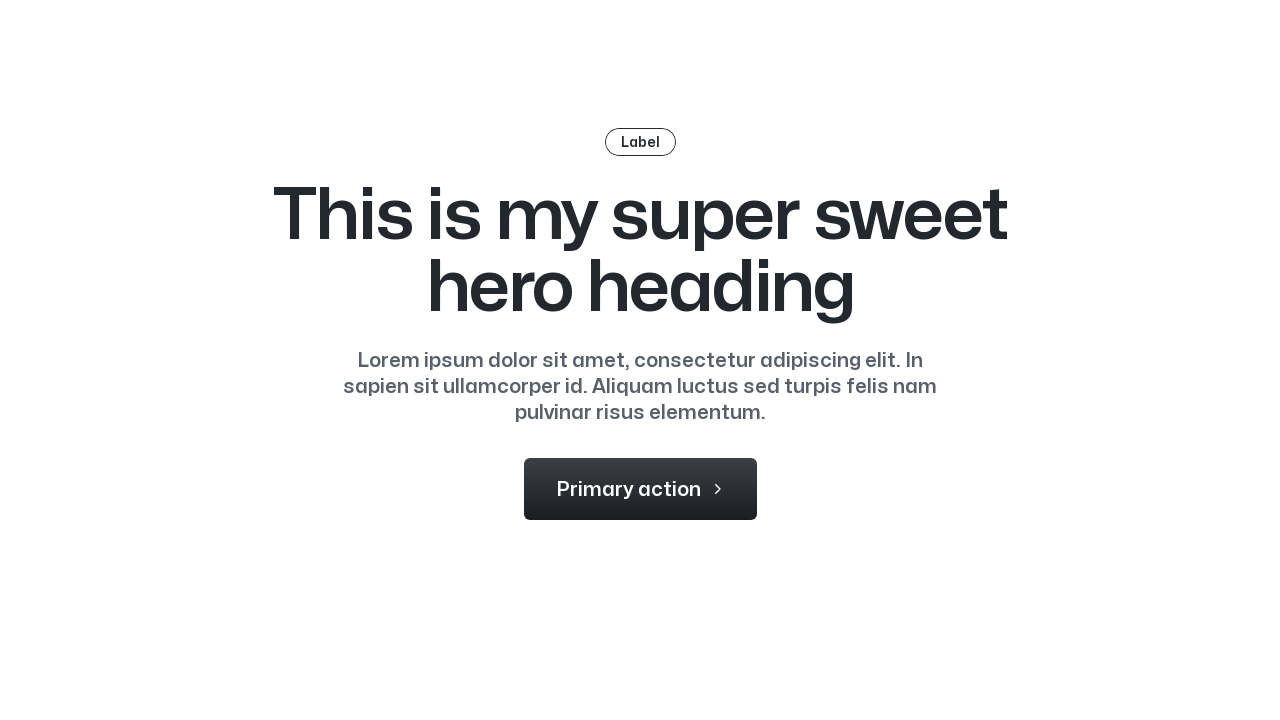 Label
This is my super sweet
hero heading
Lorem ipsum dolor sit amet, consectetur adipiscing elit. In
sapien sit ullamcorper id. Aliquam luctus sed turpis felis nam
pulvinar risus elementum.
Primary action